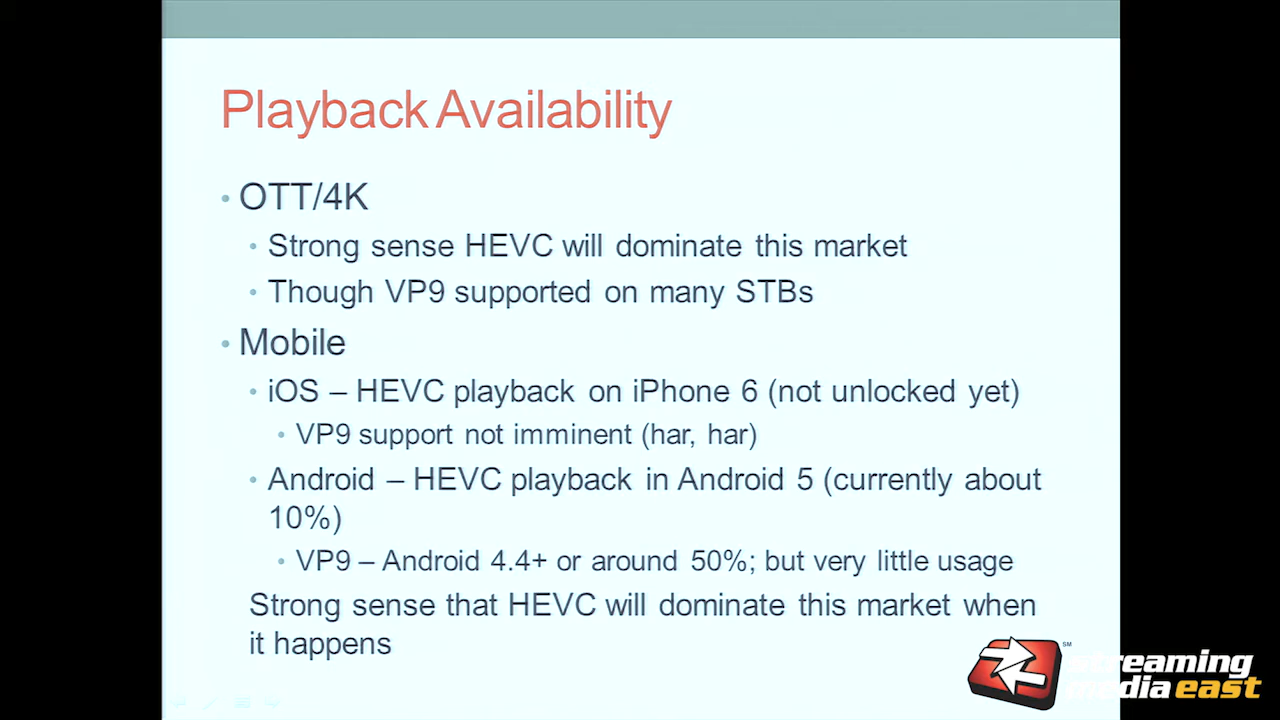 Playback Availability
• OTT/4K
• Strong sense HEVC will dominate this market
• Though VP9 supported on many STBs
• Mobile
• iOS – HEVC playback on iPhone 6 (not unlocked yet)
• VP9 support not imminent (har, har)
• Android – HEVC playback in Android 5 (currently about
10%)
• VP9 – Android 4.4+ or around 50%; but very little usage
Strong sense that HEVC will dominate this market when
it happens
SM
streaming
media east